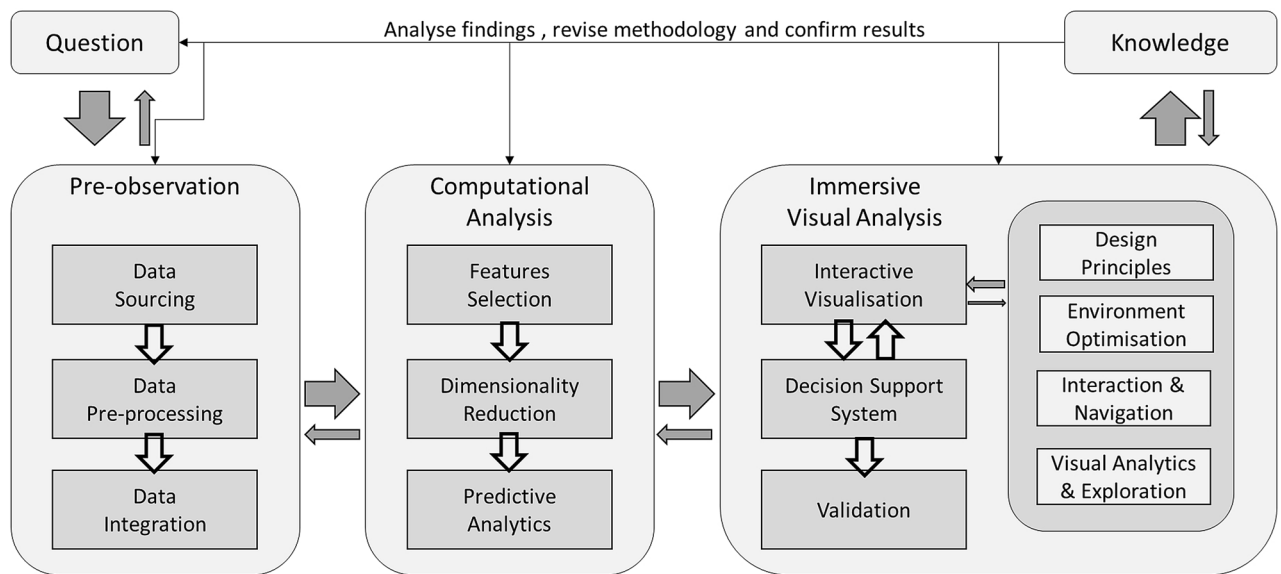 Question
Analyse findings , revise methodology and confirm results
Knowledge
Pre-observation
Data
Sourcing
Data
Pre-processing
Data
Integration
Computational
Analysis
Features
Selection
Dimensionality
Reduction
Predictive
Analytics
Immersive
Visual Analysis
Interactive
Visualisation
Decision Support
System
Validation
Design
Principles
Environment
Optimisation
Interaction &
Navigation
Visual Analytics
& Exploration